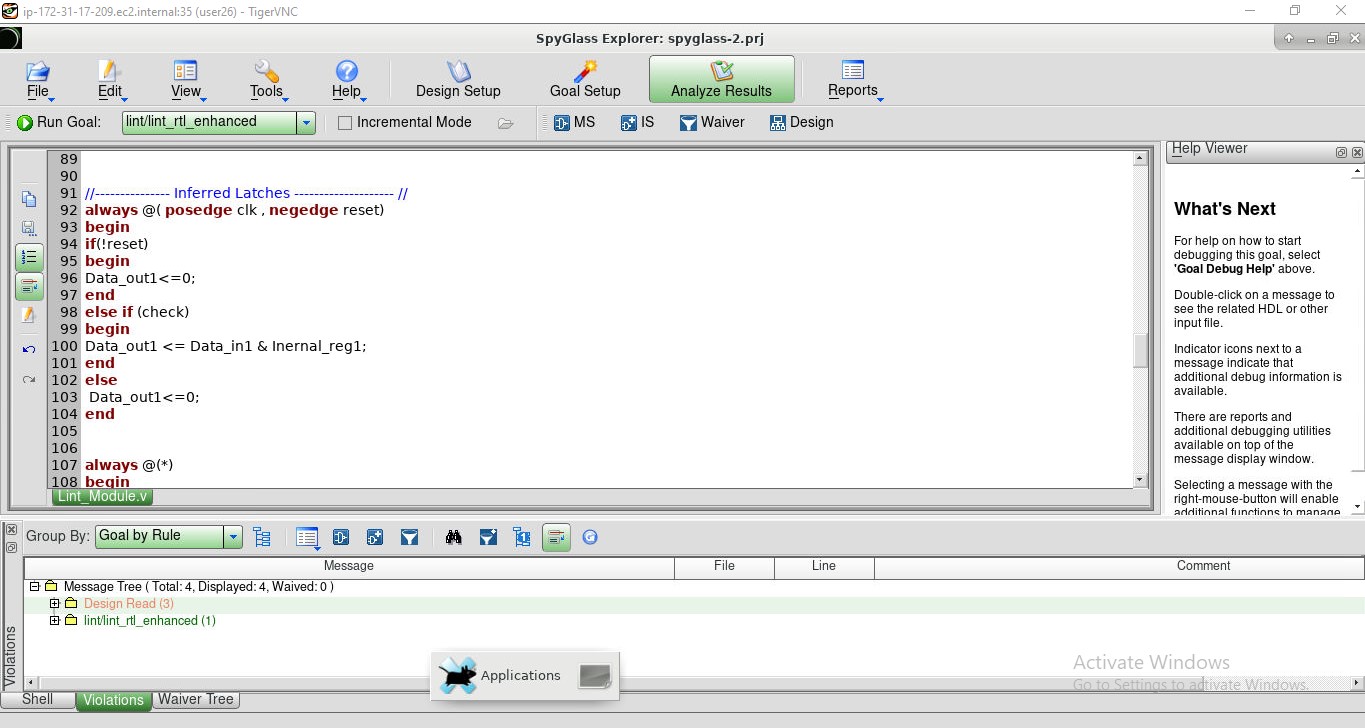 ip-172-31-17-209.ec2.internal:35 (user26) - TigerVNC
SpyGlass Explorer: spyglass-2.prj
File Edit View Tools Help Design Setup Goal Setup Analyze Results Reports
Run Goal: lint/lint_rtl_enhanced Incremental Mode MS IS Waiver Design
89
90
91 //--------------- Inferred Latches -------------------- //
92 always @( posedge clk , negedge reset)
93 begin
94 if(!reset)
95 begin
96 Data_out1<=0;
97 end
98 else if (check)
99 begin
100 Data_out1 <= Data_in1 & Inernal_reg1;
101 end
102 else
103 Data_out1<=0;
104 end
105
106
107 always @(*)
108 begin
Lint_Module.v
Help Viewer
What's Next
For help on how to start
debugging this goal, select
'Goal Debug Help' above.
Double-click on a message to
see the related HDL or other
input file.
Indicator icons next to a
message indicate that
additional debug information is
available.
There are reports and
additional debugging utilities
available on top of the
message display window.
Selecting a message with the
right-mouse-button will enable
additional functions to manage
Group By: Goal by Rule
Message File Line Comment
Message Tree ( Total: 4, Displayed: 4, Waived: 0 )
Design Read (3)
lint/lint_rtl_enhanced (1)
Violations
Applications
Activate Windows
Go to Settings to activate Windows.
Shell Violations Waiver Tree